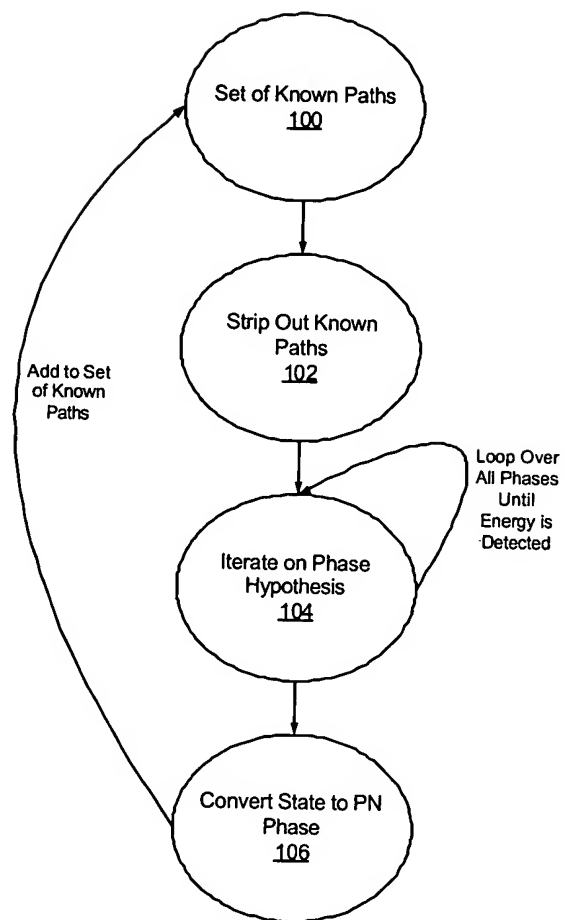 Set of Known Paths
100
Strip Out Known
Paths
102
Add to Set
of Known
Paths
Loop Over
All Phases
Until
Energy is
Detected
Iterate on Phase
Hypothesis
104
Convert State to PN
Phase
106